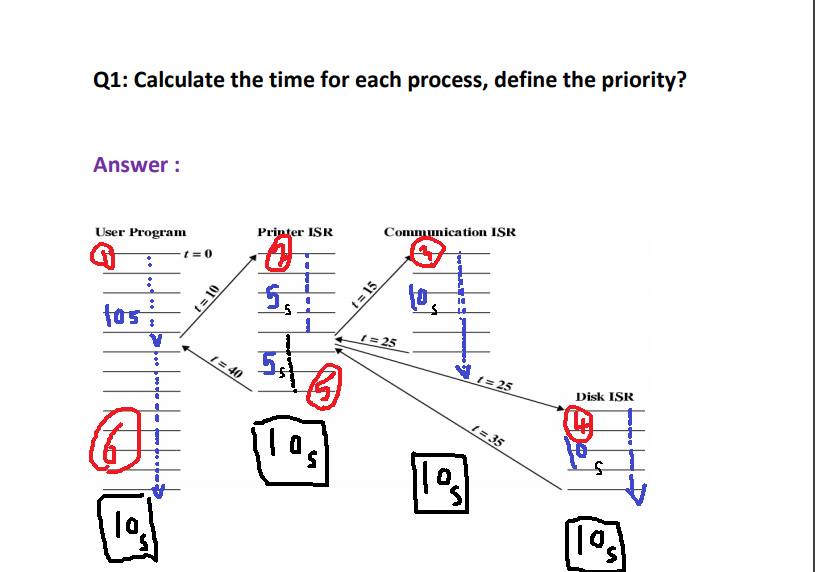 Q1: Calculate the time for each process, define the priority?
Answer :
User Program Printer ISR Communication ISR
1 t = 0 2 3
t = 10 t = 15
10s 5s 10s
t = 25
t = 40 5s 5 t = 25
Disk ISR
6 t = 35 4
10s
10s 10s
10s 10s